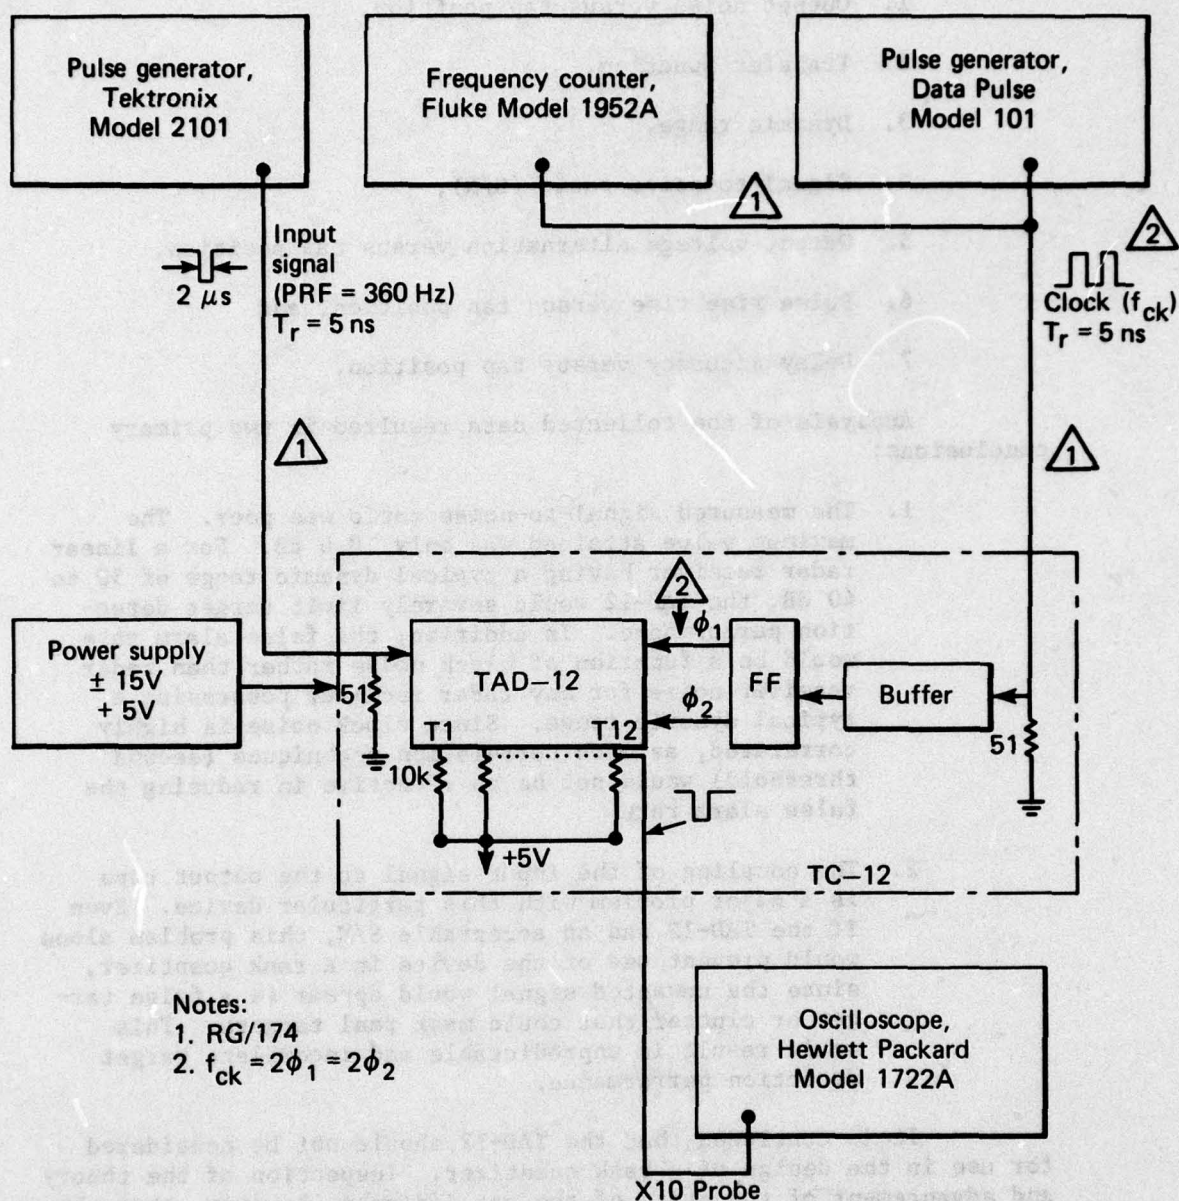 Pulse generator,
Tektronix
Model 2101
Frequency counter,
Fluke Model 1952A
Pulse generator,
Data Pulse
Model 101
1
2
2 μs
Input
signal
(PRF = 360 Hz)
Tr = 5 ns
Clock (fck)
Tr = 5 ns
1
1
2
Power supply
± 15V
+ 5V
51
TAD–12
ϕ1
ϕ2
FF
Buffer
51
T1
T12
10k
+5V
TC–12
Notes:
1. RG/174
2. fck = 2ϕ1 = 2ϕ2
Oscilloscope,
Hewlett Packard
Model 1722A
X10 Probe